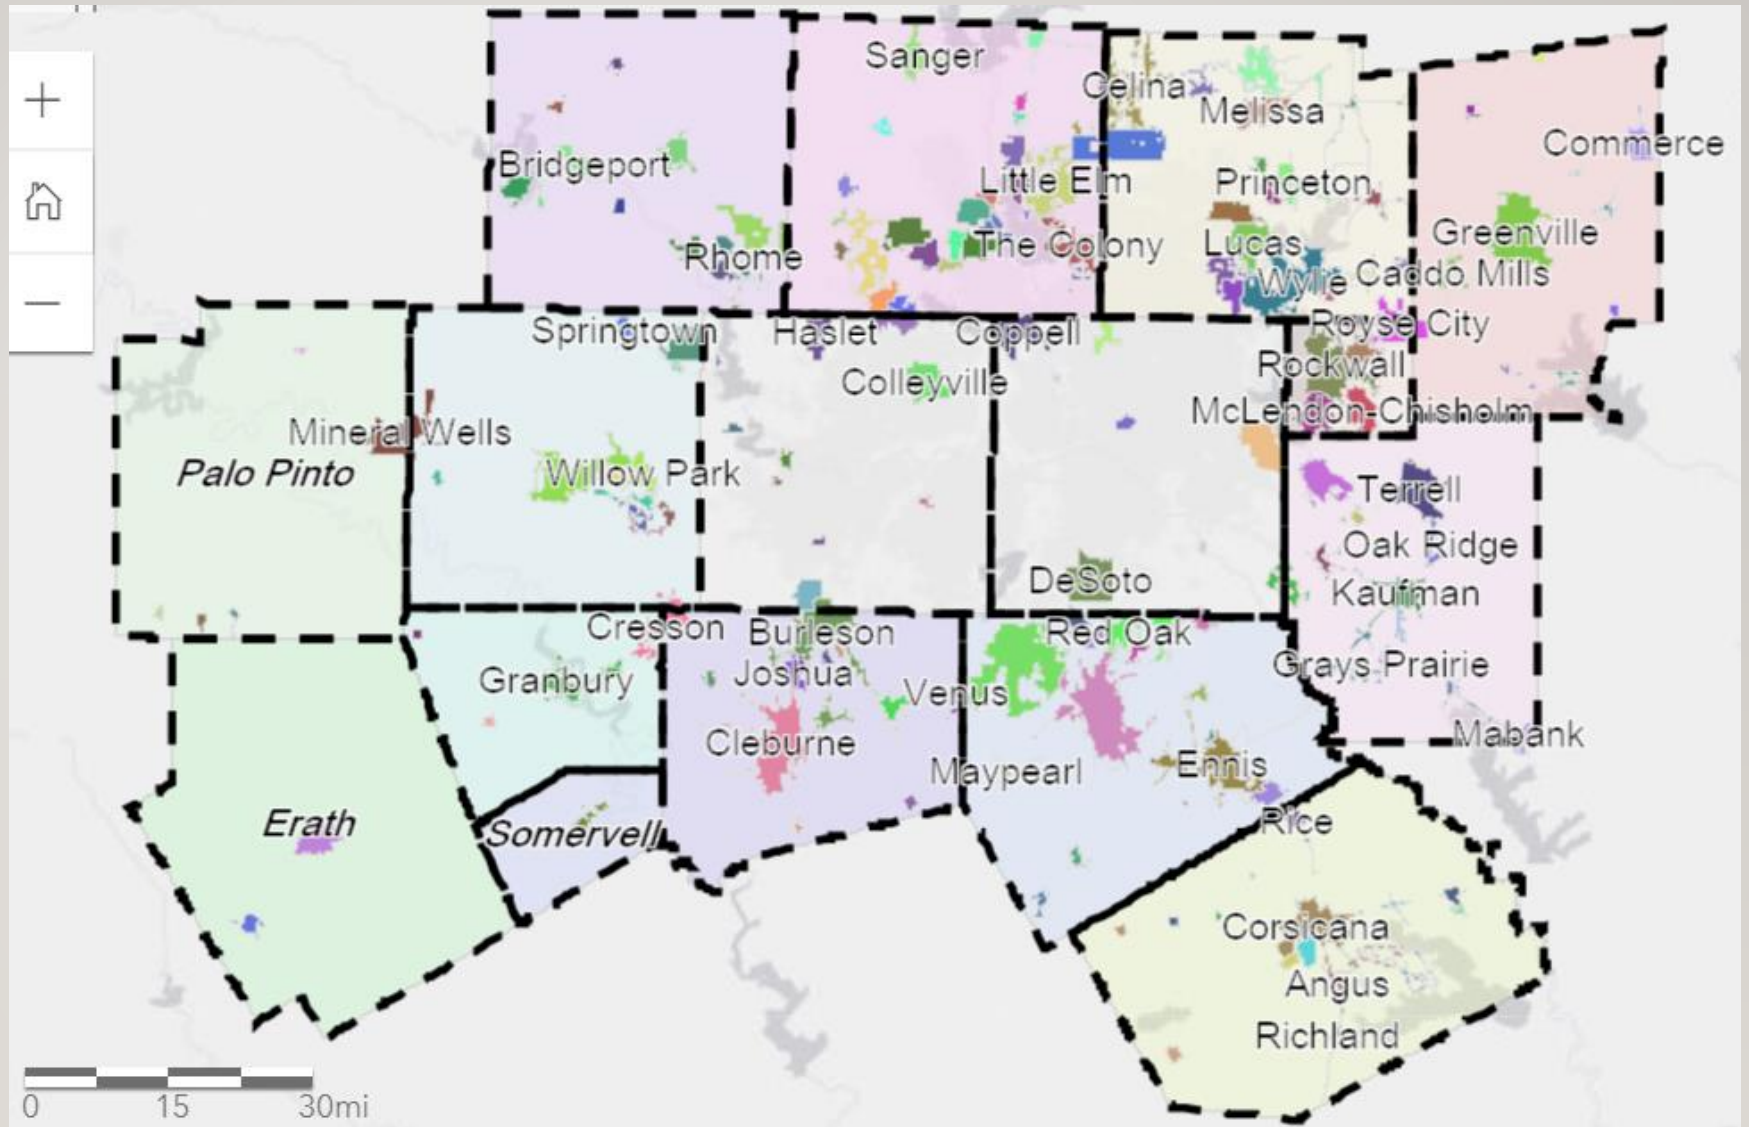 +
−
Sanger
Celina
Melissa
Commerce
Bridgeport
Little Elm
Princeton
Greenville
Rhome
The Colony
Lucas
Wylie
Caddo Mills
Springtown
Haslet
Coppell
Royse City
Rockwall
Colleyville
McLendon-Chisholm
Mineral Wells
Palo Pinto
Willow Park
Terrell
Oak Ridge
DeSoto
Kaufman
Cresson
Burleson
Red Oak
Grays Prairie
Granbury
Joshua
Venus
Mabank
Cleburne
Maypearl
Ennis
Erath
Somervell
Rice
Corsicana
Angus
Richland
0 15 30mi